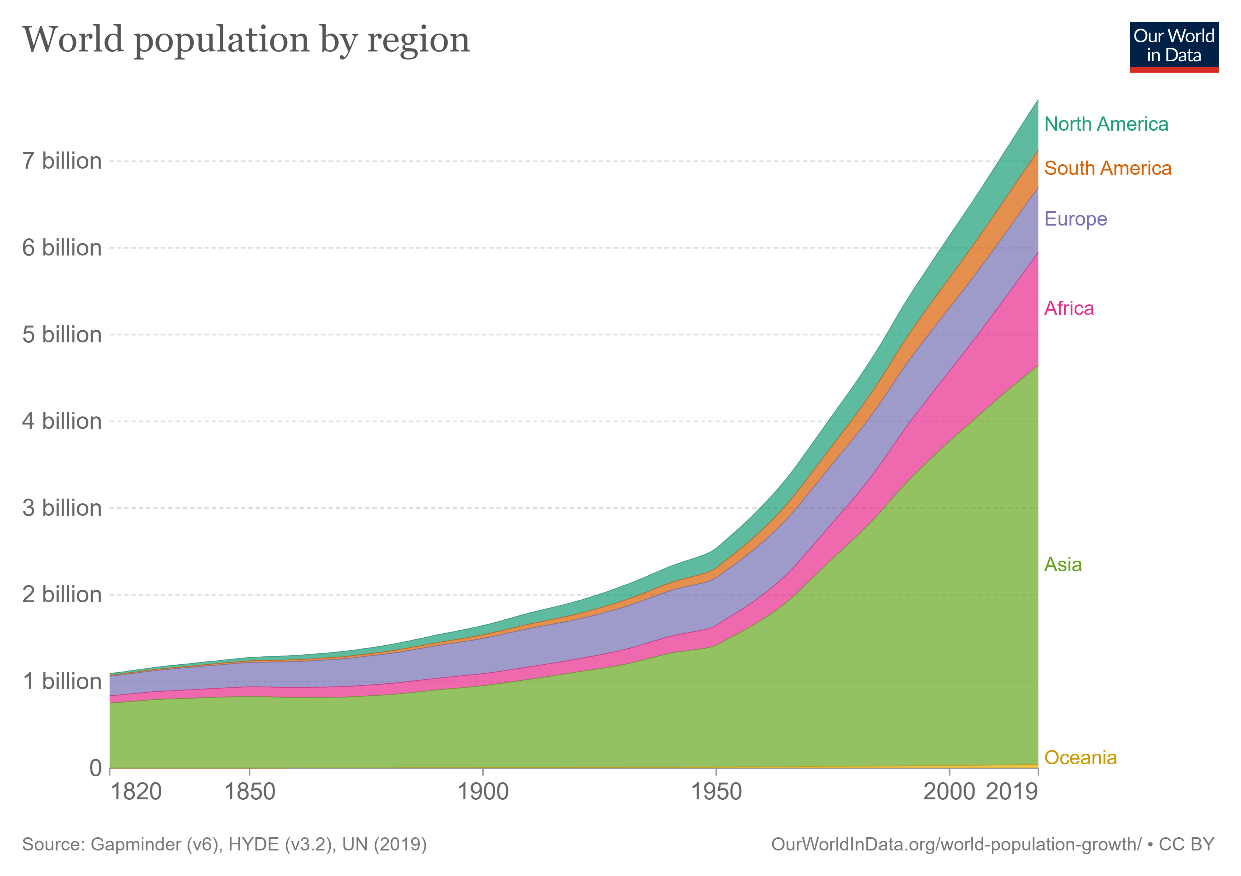 World population by region
Our World
in Data
7 billion
6 billion
5 billion
4 billion
3 billion
2 billion
1 billion
0
North America
South America
Europe
Africa
Asia
Oceania
1820 1850 1900 1950 2000 2019
Source: Gapminder (v6), HYDE (v3.2), UN (2019)
OurWorldInData.org/world-population-growth/ • CC BY